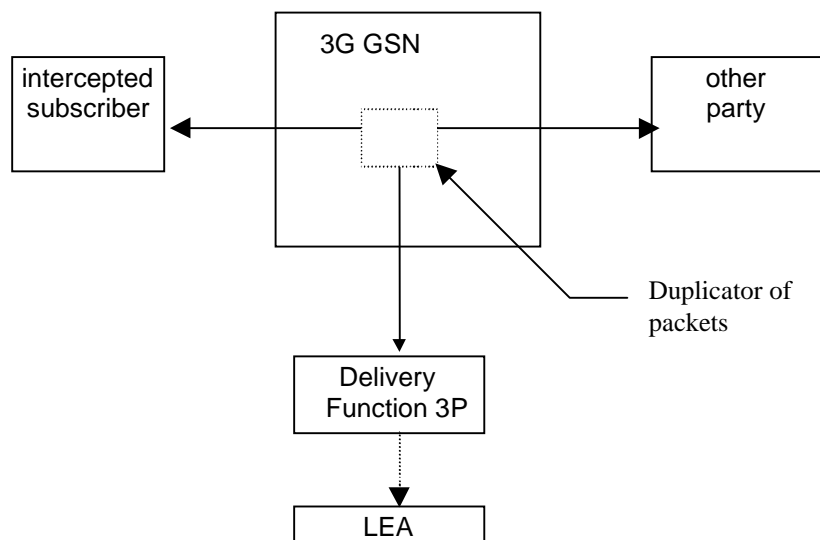 3G GSN
intercepted
subscriber
other
party
Duplicator of
packets
Delivery
Function 3P
LEA